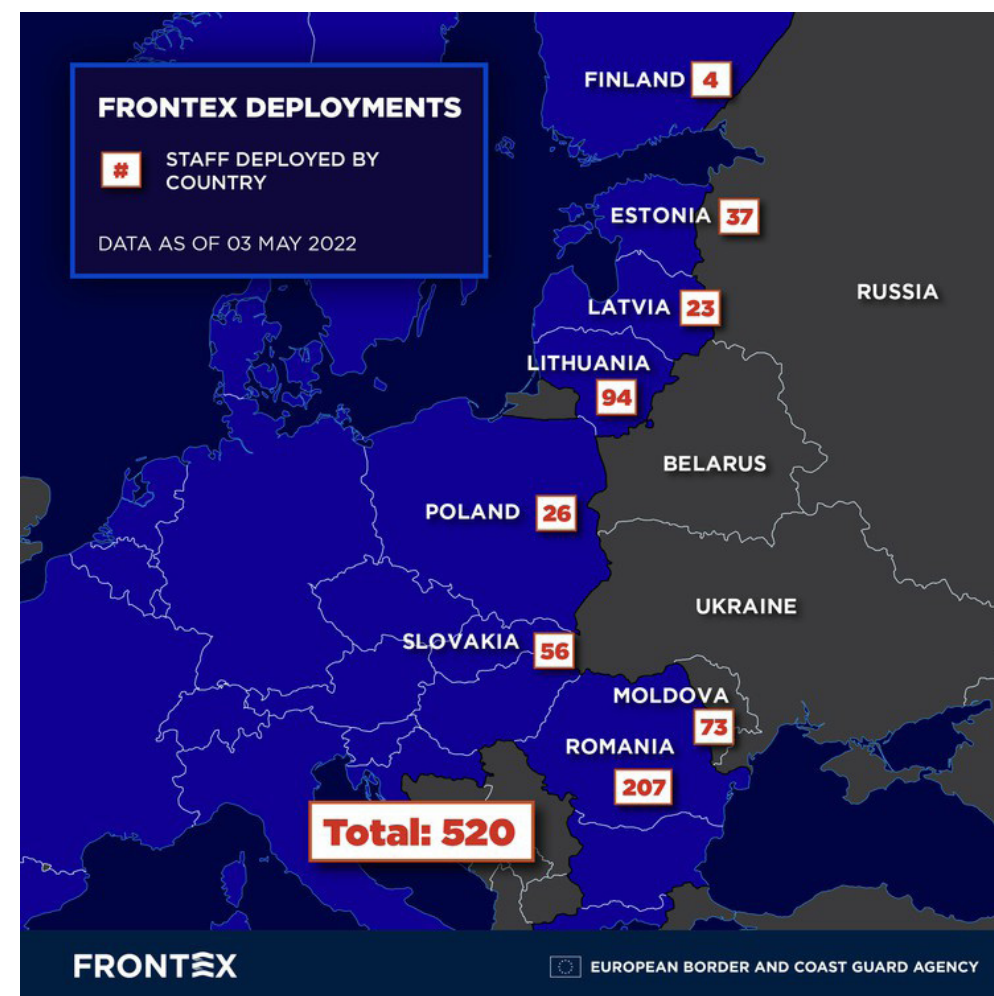 FRONTEX DEPLOYMENTS
#
STAFF DEPLOYED BY
COUNTRY
DATA AS OF 03 MAY 2022
FINLAND 4
ESTONIA 37
RUSSIA
LATVIA 23
LITHUANIA
94
BELARUS
POLAND 26
UKRAINE
SLOVAKIA 56
MOLDOVA
73
ROMANIA
207
Total: 520
FRONTEX
EUROPEAN BORDER AND COAST GUARD AGENCY